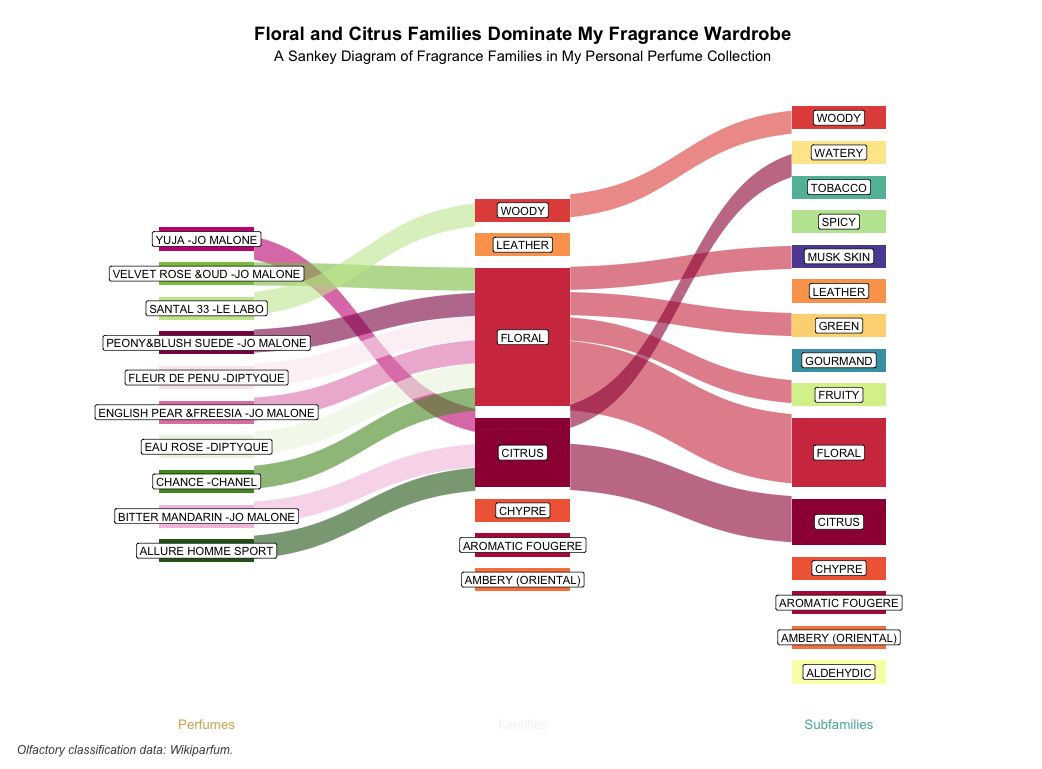 Floral and Citrus Families Dominate My Fragrance Wardrobe
A Sankey Diagram of Fragrance Families in My Personal Perfume Collection
YUJA -JO MALONE
VELVET ROSE &OUD -JO MALONE
SANTAL 33 -LE LABO
PEONY&BLUSH SUEDE -JO MALONE
FLEUR DE PENU -DIPTYQUE
ENGLISH PEAR &FREESIA -JO MALONE
EAU ROSE -DIPTYQUE
CHANCE -CHANEL
BITTER MANDARIN -JO MALONE
ALLURE HOMME SPORT
WOODY
LEATHER
FLORAL
CITRUS
CHYPRE
AROMATIC FOUGERE
AMBERY (ORIENTAL)
WOODY
WATERY
TOBACCO
SPICY
MUSK SKIN
LEATHER
GREEN
GOURMAND
FRUITY
FLORAL
CITRUS
CHYPRE
AROMATIC FOUGERE
AMBERY (ORIENTAL)
ALDEHYDIC
Perfumes
Families
Subfamilies
Olfactory classification data: Wikiparfum.